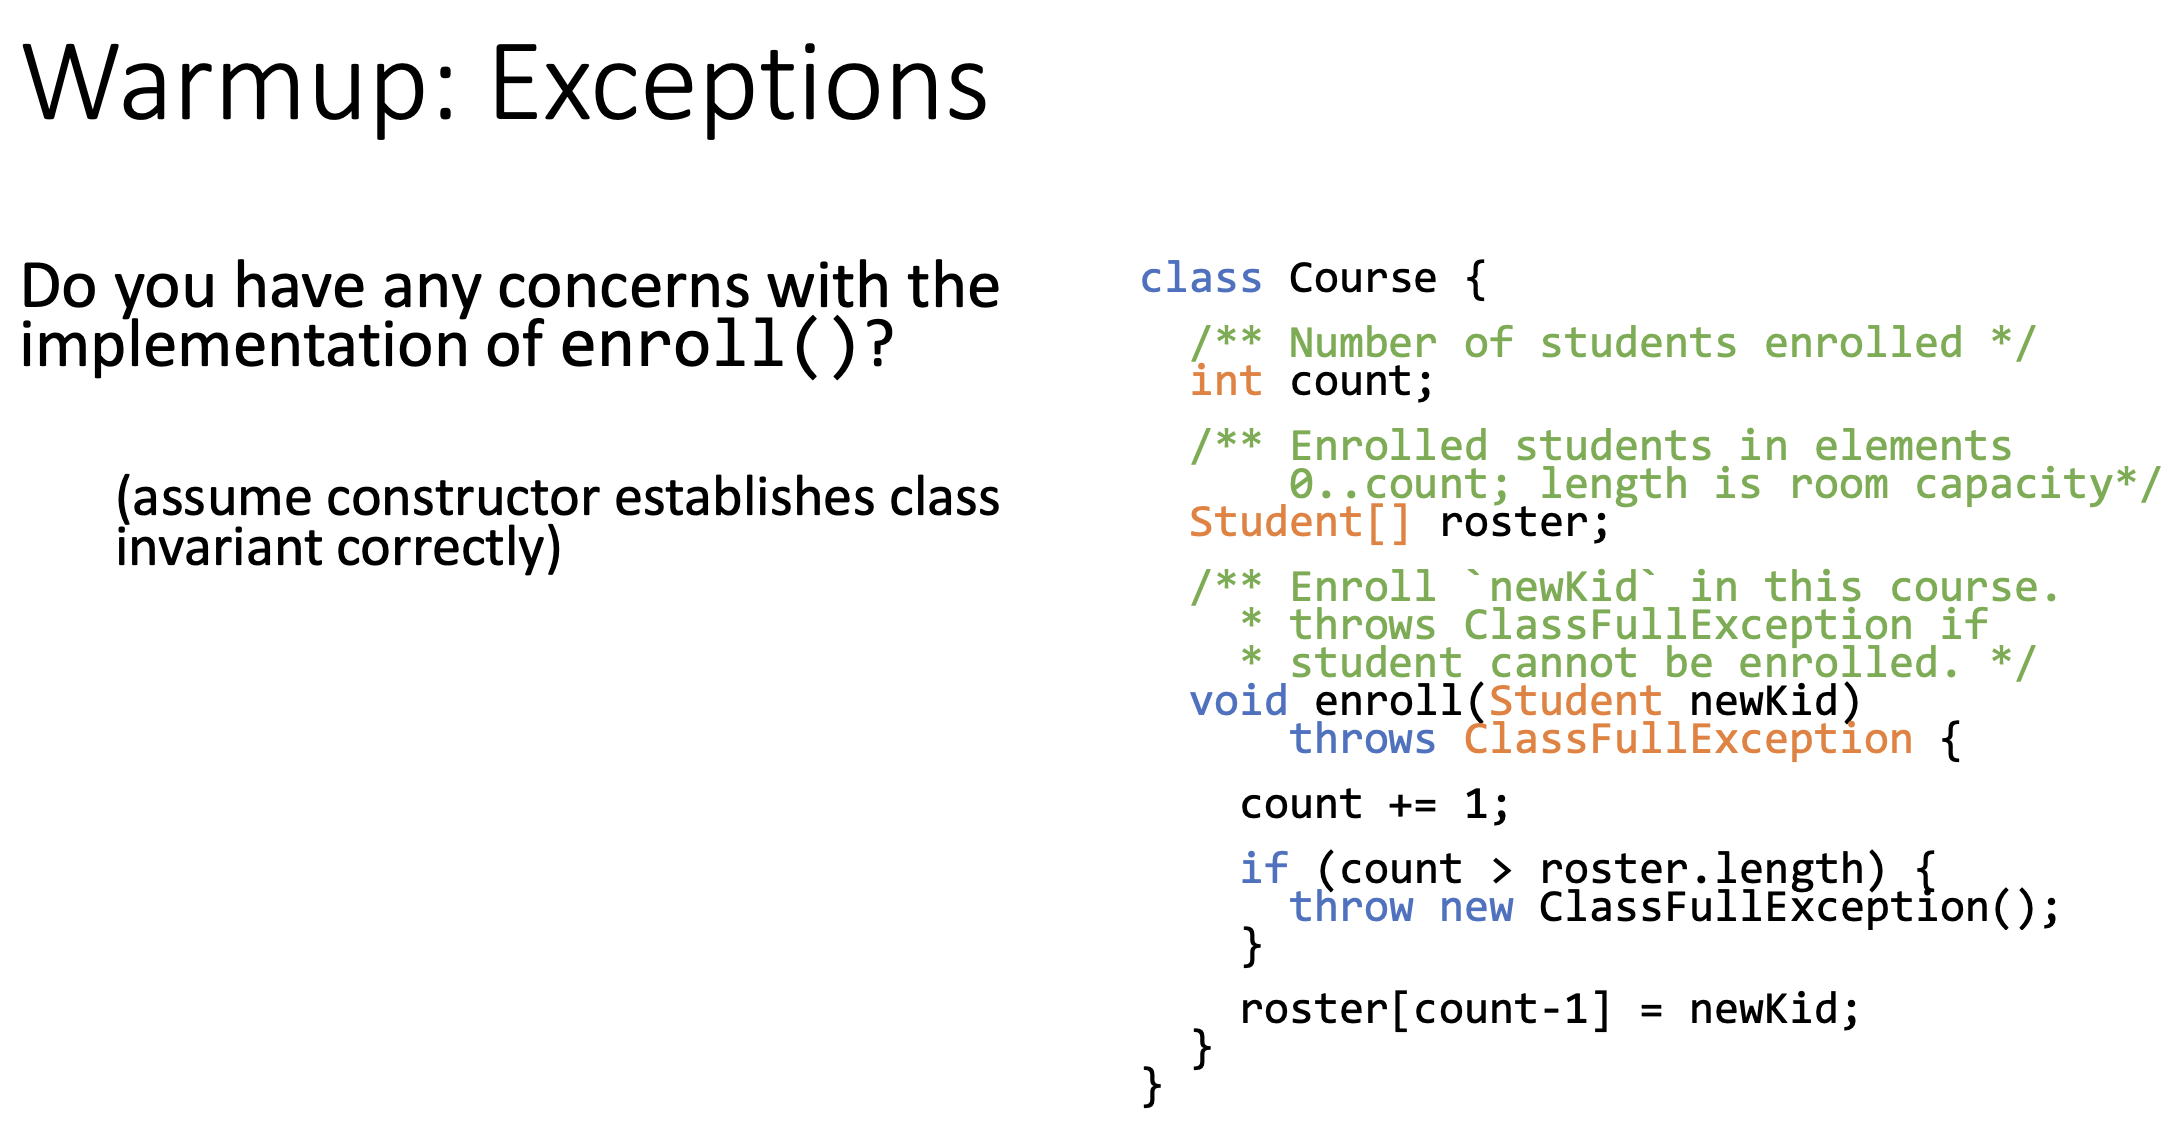 Warmup: Exceptions
Do you have any concerns with the
implementation of enroll()?
(assume constructor establishes class
invariant correctly)
class Course {
/** Number of students enrolled */
int count;
/** Enrolled students in elements
0..count; length is room capacity*/
Student[] roster;
/** Enroll `newKid` in this course.
* throws ClassFullException if
* student cannot be enrolled. */
void enroll(Student newKid)
throws ClassFullException {
count += 1;
if (count > roster.length) {
throw new ClassFullException();
}
roster[count-1] = newKid;
}
}